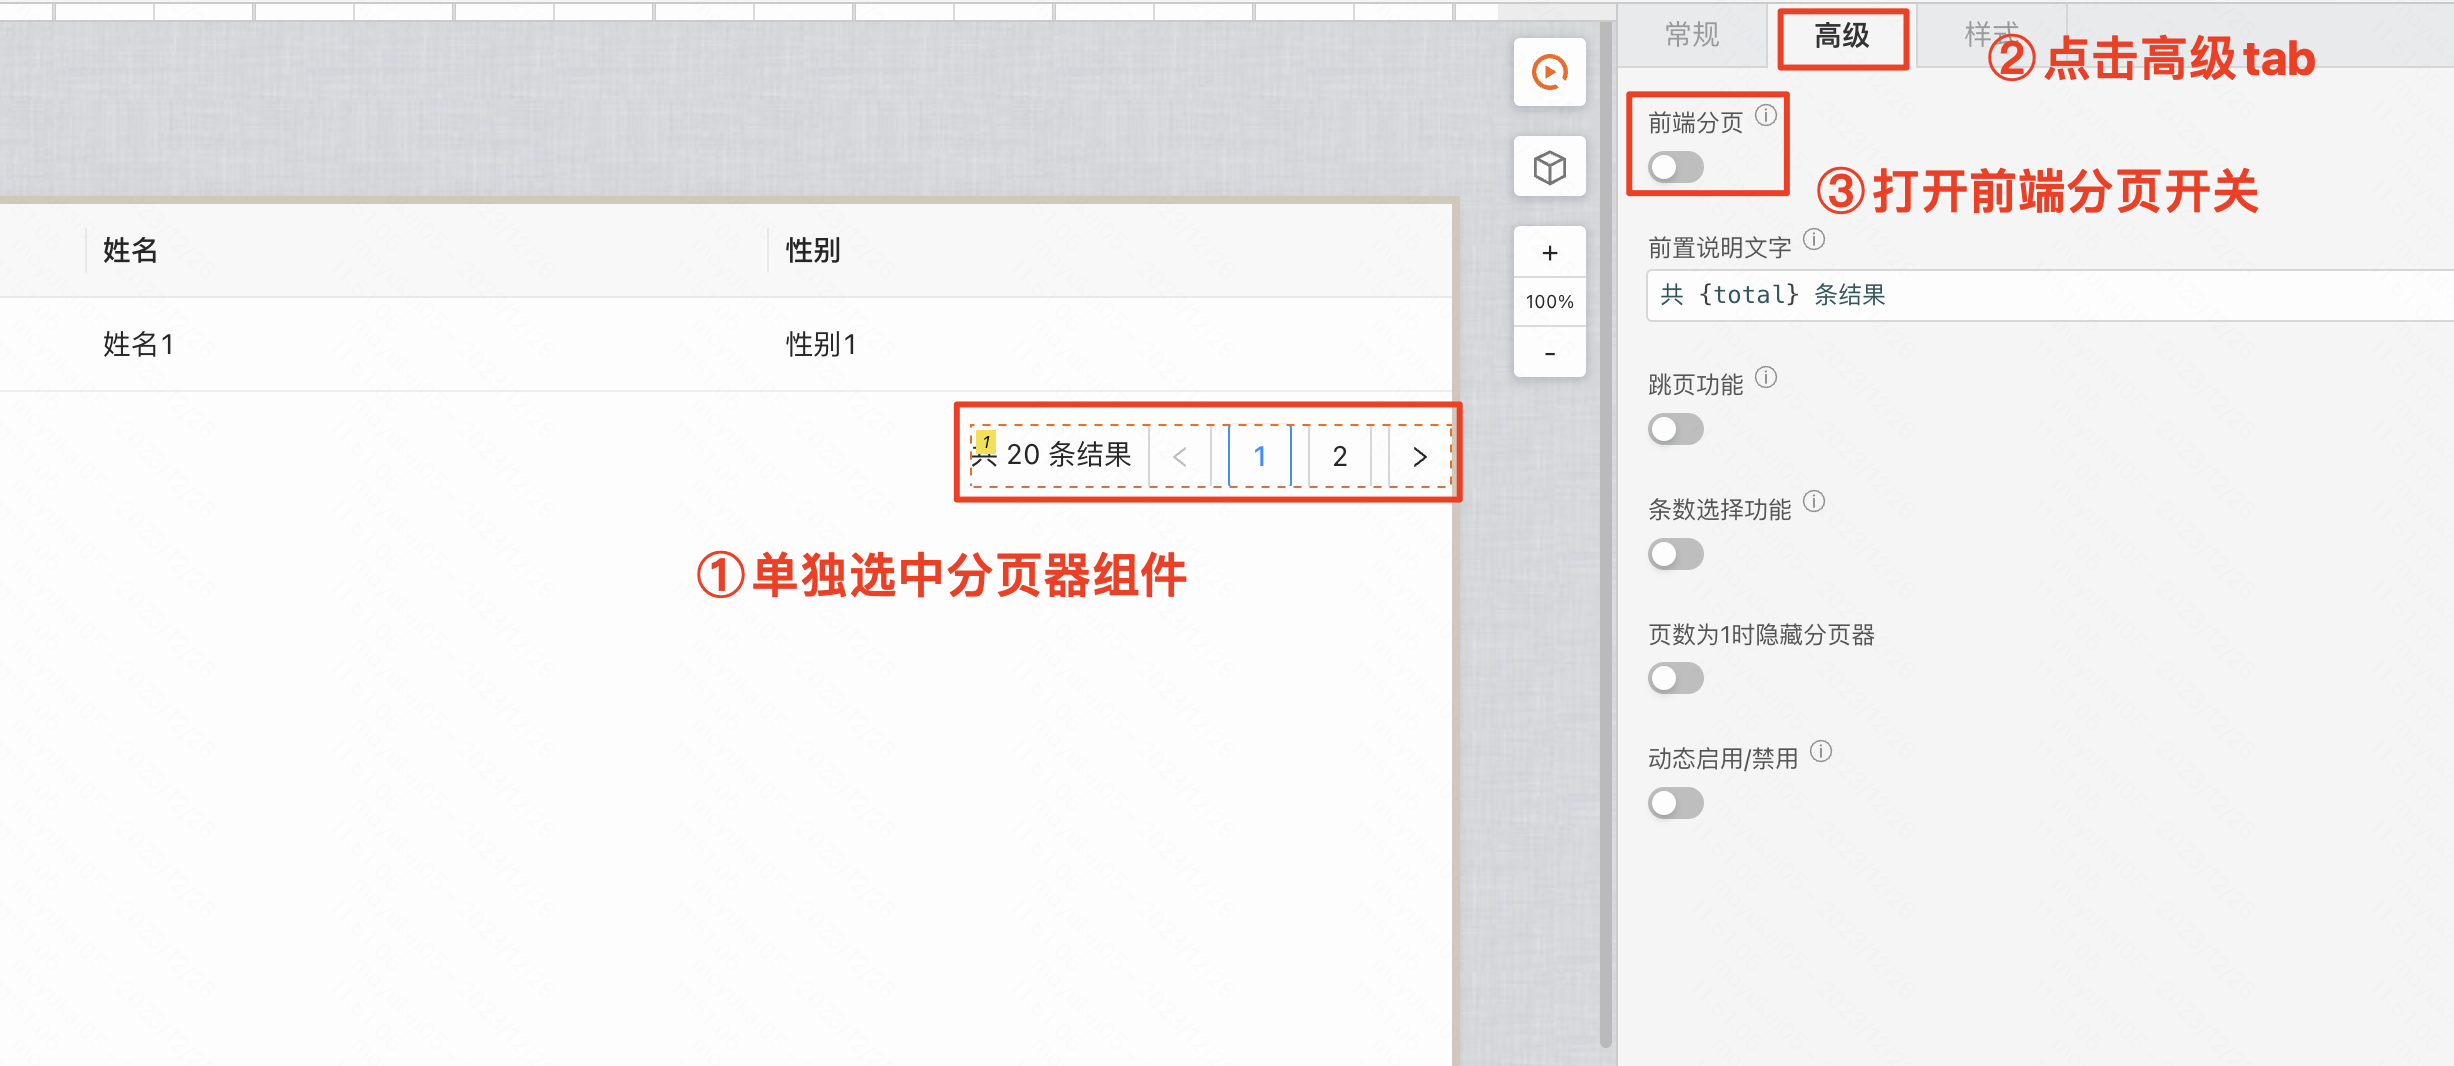 常规
高级
样式
②点击高级tab
前端分页
③打开前端分页开关
前置说明文字
共 {total} 条结果
跳页功能
条数选择功能
页数为1时隐藏分页器
动态启用/禁用
+
100%
-
姓名
性别
姓名1
性别1
1
共 20 条结果 < 1 2 >
①单独选中分页器组件